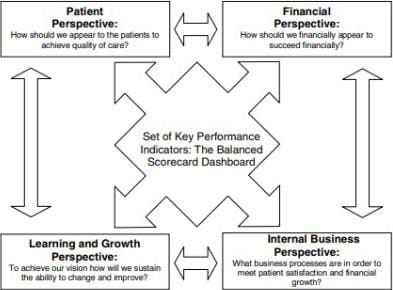 Patient
Perspective:
How should we appear to the patients to
achieve quality of care?
Financial
Perspective:
How should we financially appear to
succeed financially?
Set of Key Performance
Indicators: The Balanced
Scorecard Dashboard
Learning and Growth
Perspective:
To achieve our vision how will we sustain
the ability to change and improve?
Internal Business
Perspective:
What business processes are in order to
meet patient satisfaction and financial
growth?